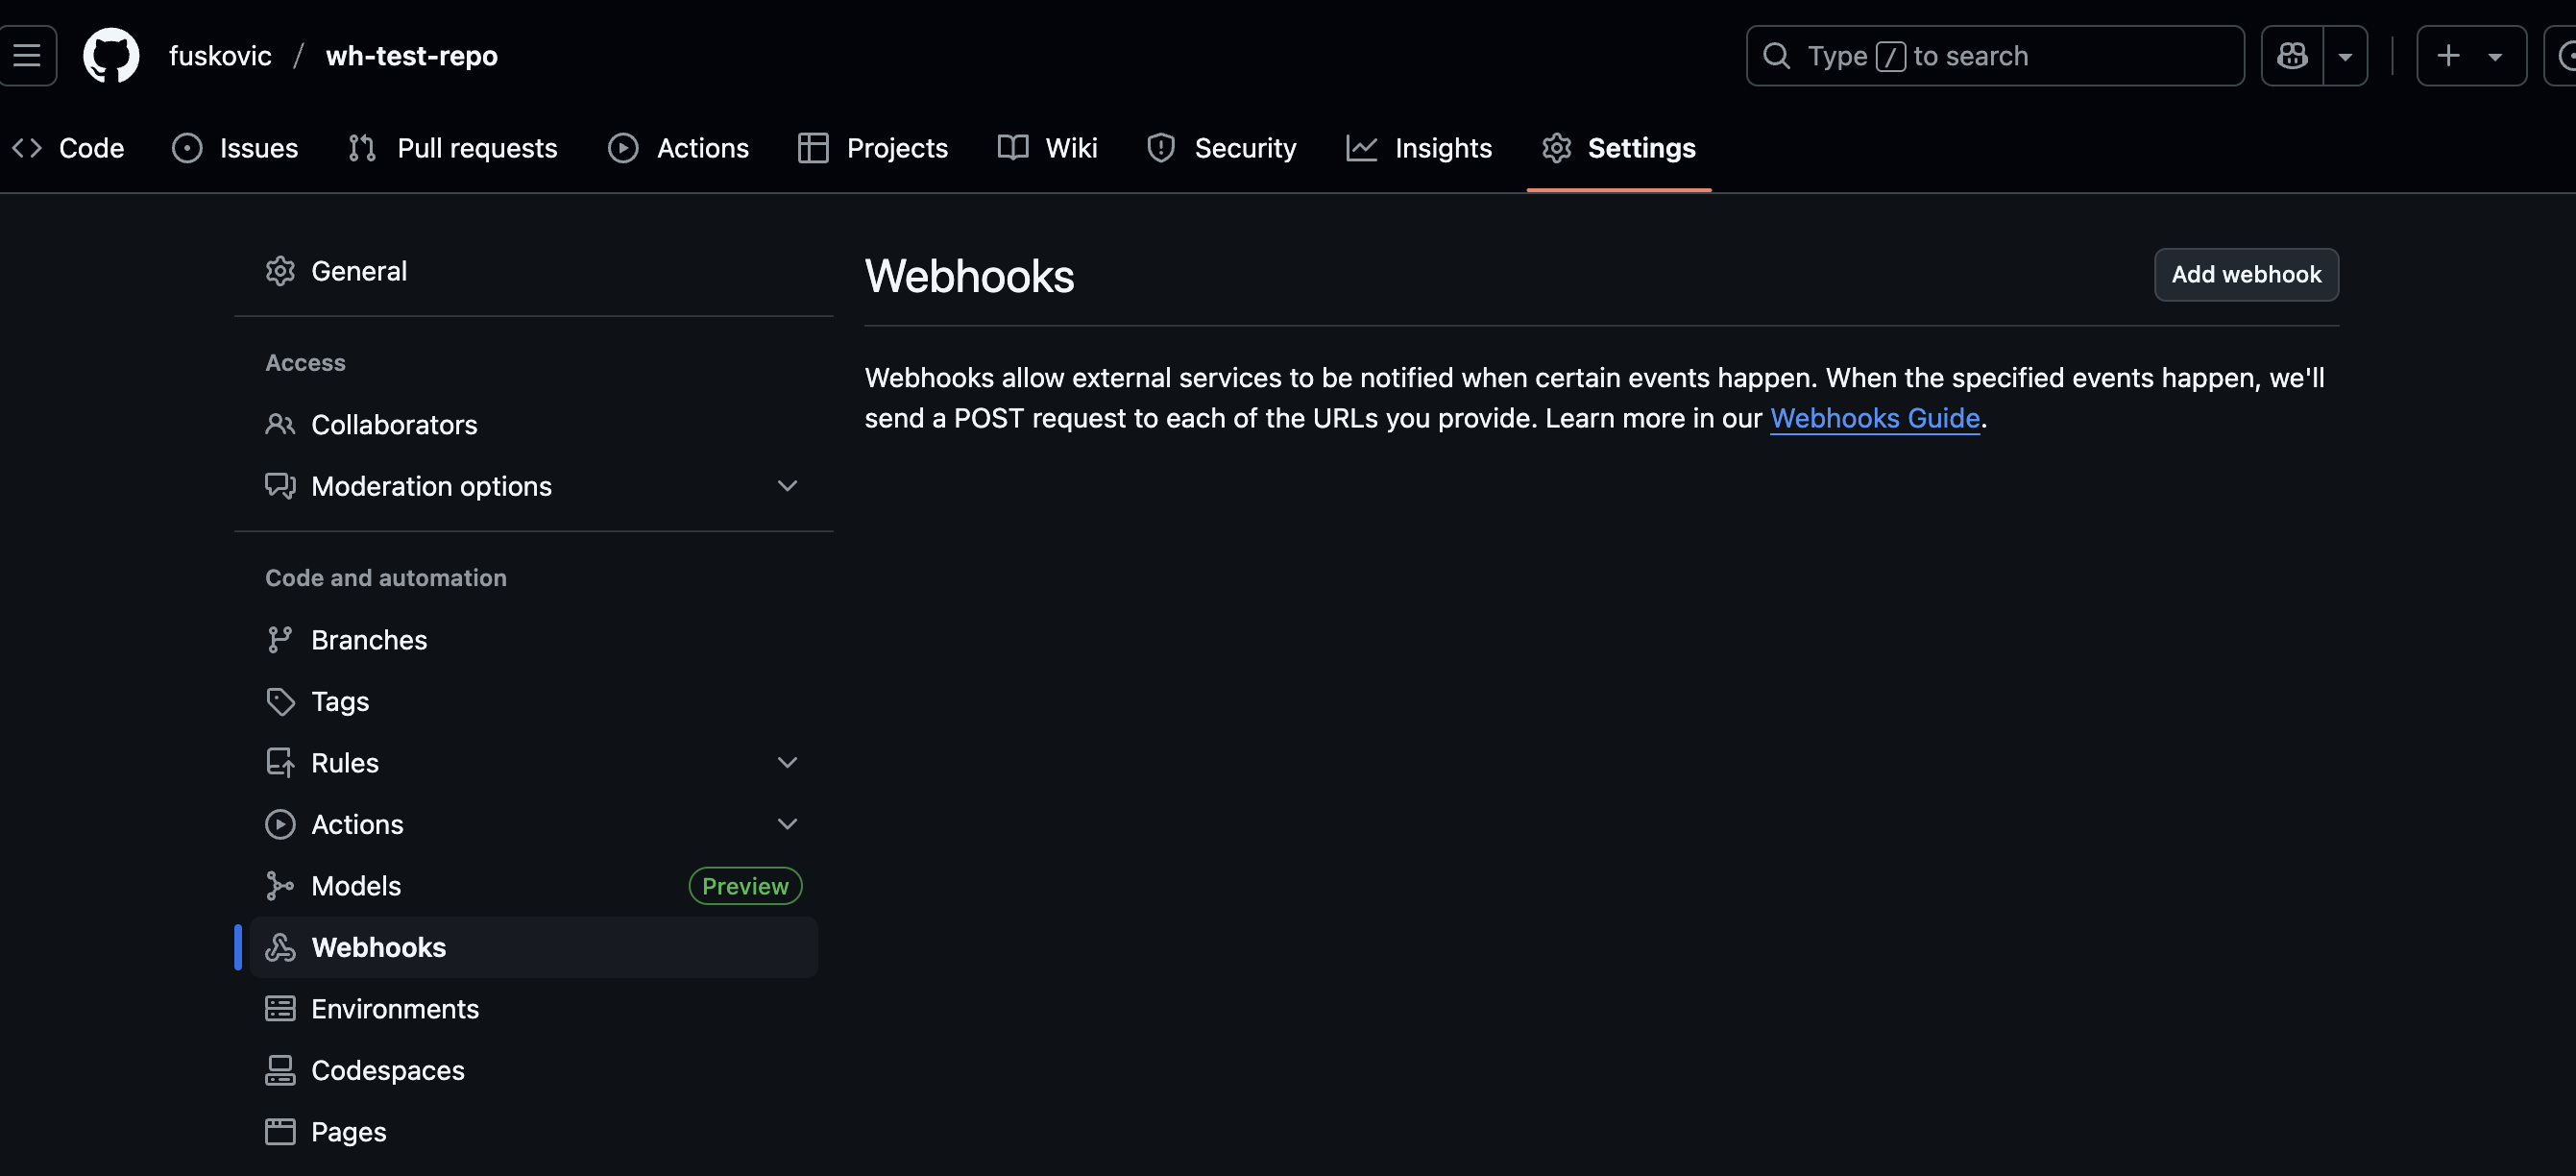 fuskovic / wh-test-repo
Type / to search
Code Issues Pull requests Actions Projects Wiki Security Insights Settings
General
Access
Collaborators
Moderation options
Code and automation
Branches
Tags
Rules
Actions
Models Preview
Webhooks
Environments
Codespaces
Pages
Webhooks
Add webhook
Webhooks allow external services to be notified when certain events happen. When the specified events happen, we'll
send a POST request to each of the URLs you provide. Learn more in our Webhooks Guide.